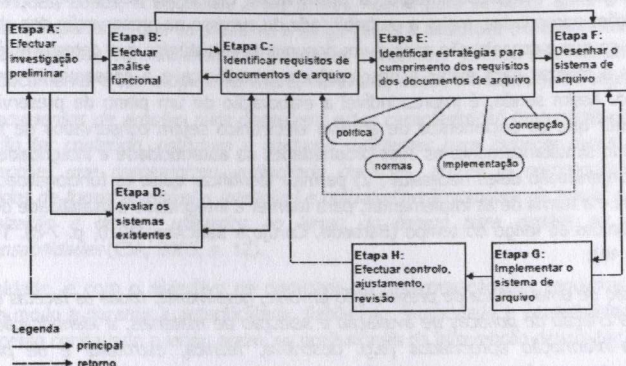 Etapa A:
Efectuar
investigação
preliminar
Etapa B:
Efectuar
análise
funcional
Etapa C:
Identificar requisitos de
documentos de arquivo
Etapa E:
Identificar estratégias para
cumprimento dos requisitos
dos documentos de arquivo
Etapa F:
Desenhar o
sistema de
arquivo
política
normas
implementação
concepção
Etapa D:
Avaliar os
sistemas
existentes
Etapa H:
Efectuar controlo,
ajustamento,
revisão
Etapa G:
Implementar o
sistema de
arquivo
Legenda
principal
retorno